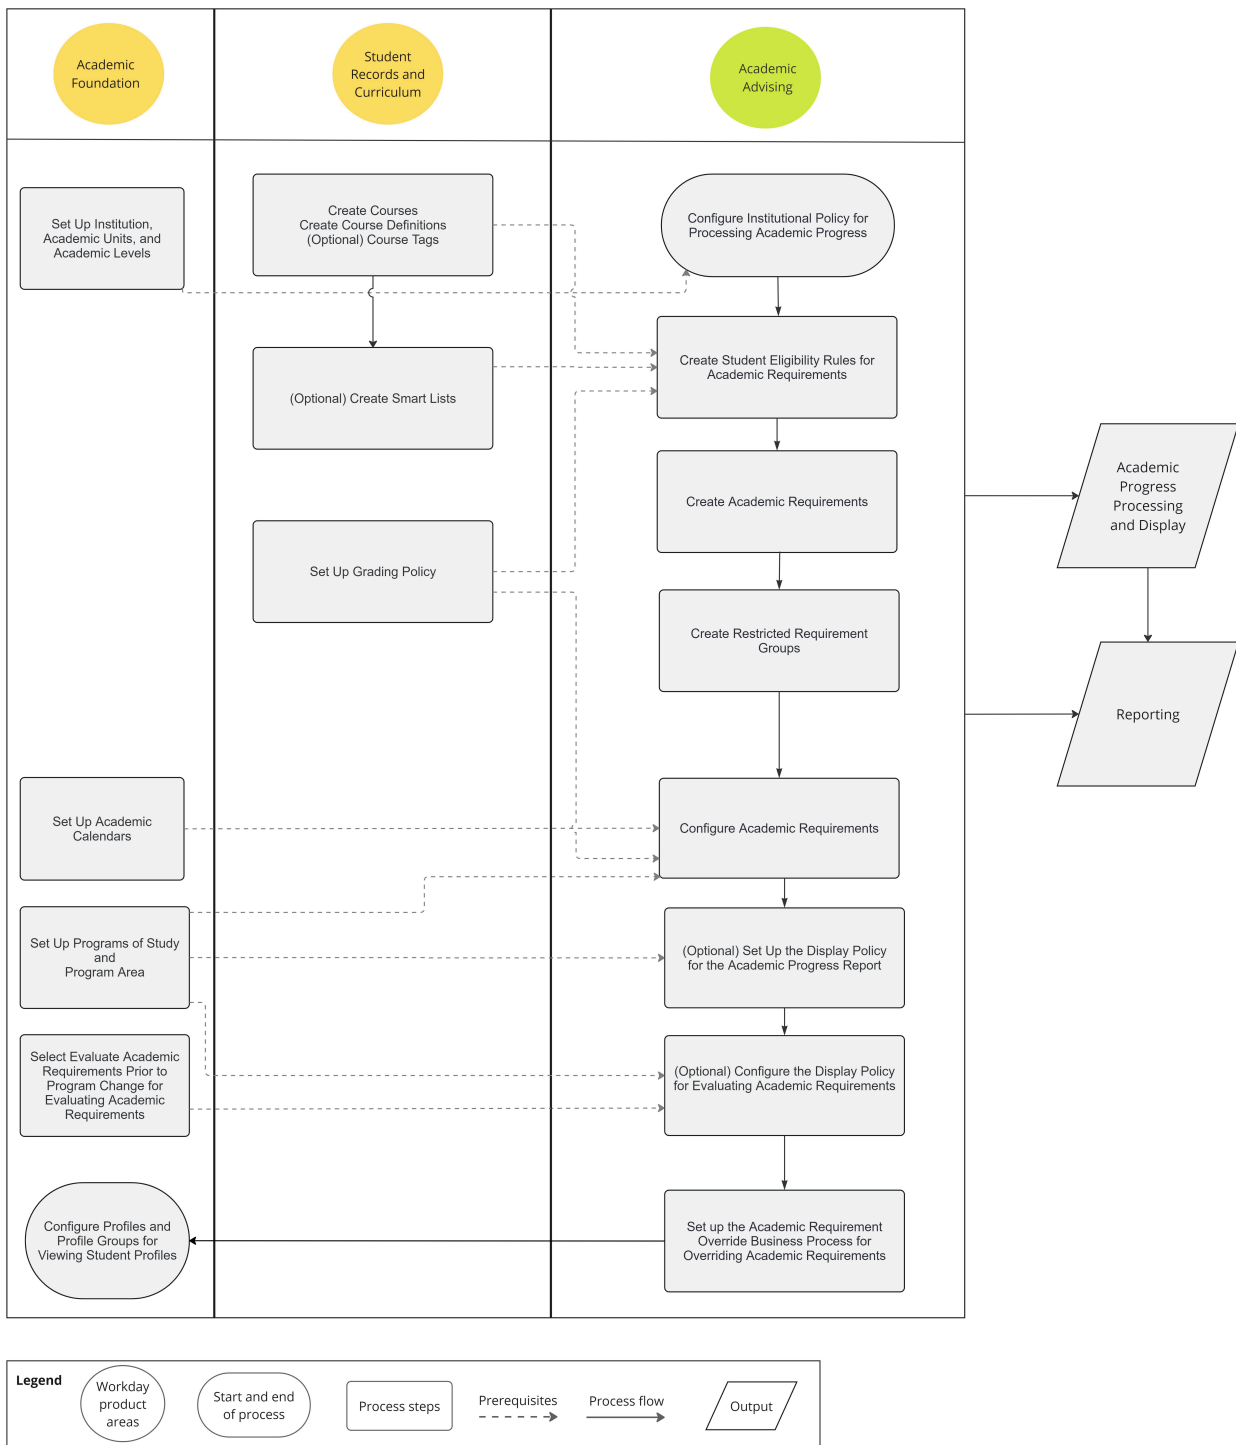 Academic
Foundation
Student
Records and
Curriculum
Academic
Advising
Set Up Institution,
Academic Units, and
Academic Levels
Create Courses
Create Course Definitions
(Optional) Course Tags
Configure Institutional Policy for
Processing Academic Progress
(Optional) Create Smart Lists
Create Student Eligibility Rules for
Academic Requirements
Create Academic Requirements
Academic
Progress
Processing
and Display
Set Up Grading Policy
Create Restricted Requirement
Groups
Reporting
Set Up Academic
Calendars
Configure Academic Requirements
Set Up Programs of Study
and
Program Area
(Optional) Set Up the Display Policy
for the Academic Progress Report
Select Evaluate Academic
Requirements Prior to
Program Change for
Evaluating Academic
Requirements
(Optional) Configure the Display Policy
for Evaluating Academic Requirements
Configure Profiles and
Profile Groups for
Viewing Student Profiles
Set up the Academic Requirement
Override Business Process for
Overriding Academic Requirements
Legend
Workday
product
areas
Start and end
of process
Process steps
Prerequisites
Process flow
Output